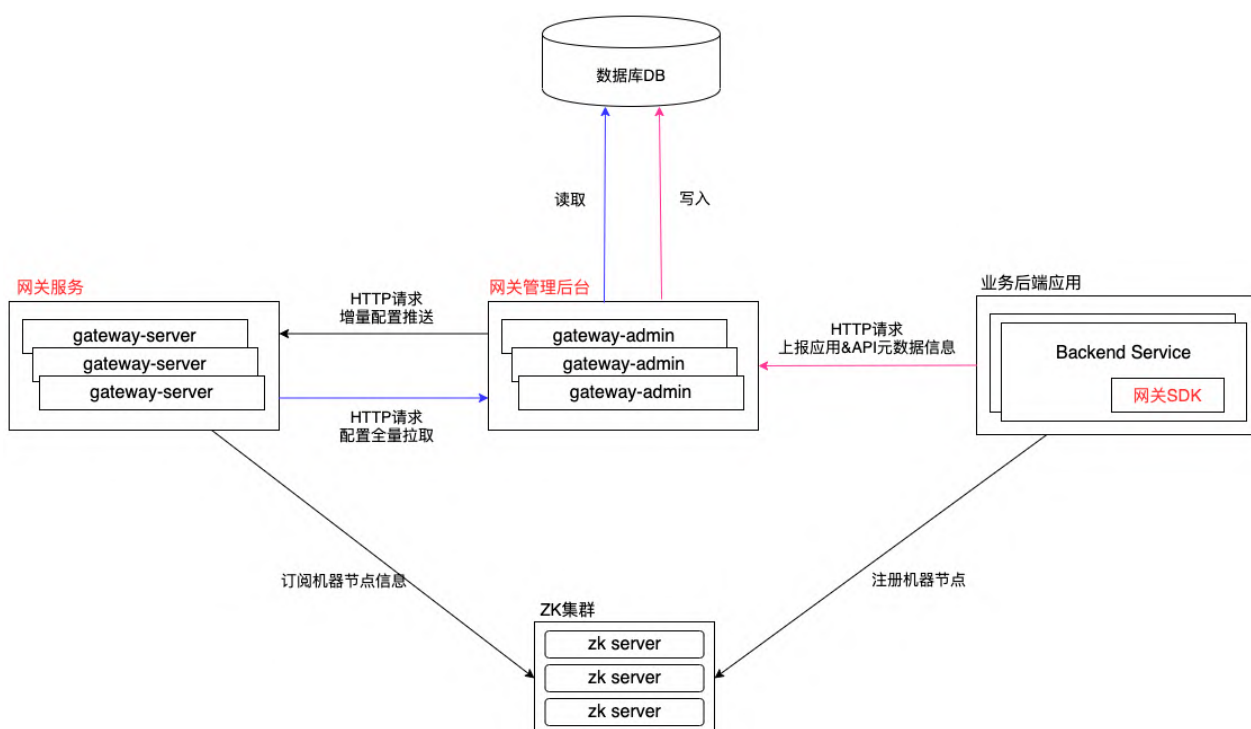 数据库DB
读取
写入
网关服务
gateway-server
gateway-server
gateway-server
HTTP请求
增量配置推送
HTTP请求
配置全量拉取
网关管理后台
gateway-admin
gateway-admin
gateway-admin
HTTP请求
上报应用&API元数据信息
业务后端应用
Backend Service
网关SDK
订阅机器节点信息
注册机器节点
ZK集群
zk server
zk server
zk server